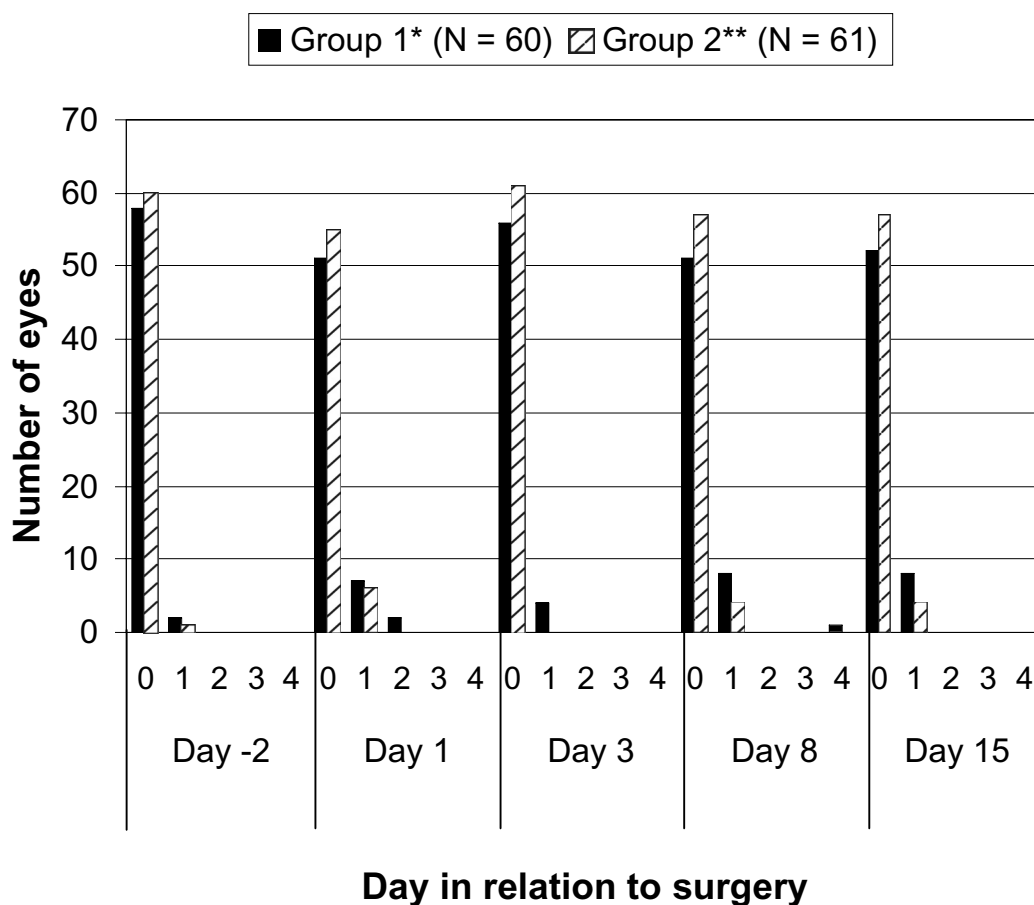 Group 1* (N = 60) Group 2** (N = 61)
70
60
50
40
30
20
10
0
Number of eyes
0 1 2 3 4 0 1 2 3 4 0 1 2 3 4 0 1 2 3 4 0 1 2 3 4
Day -2 Day 1 Day 3 Day 8 Day 15
Day in relation to surgery